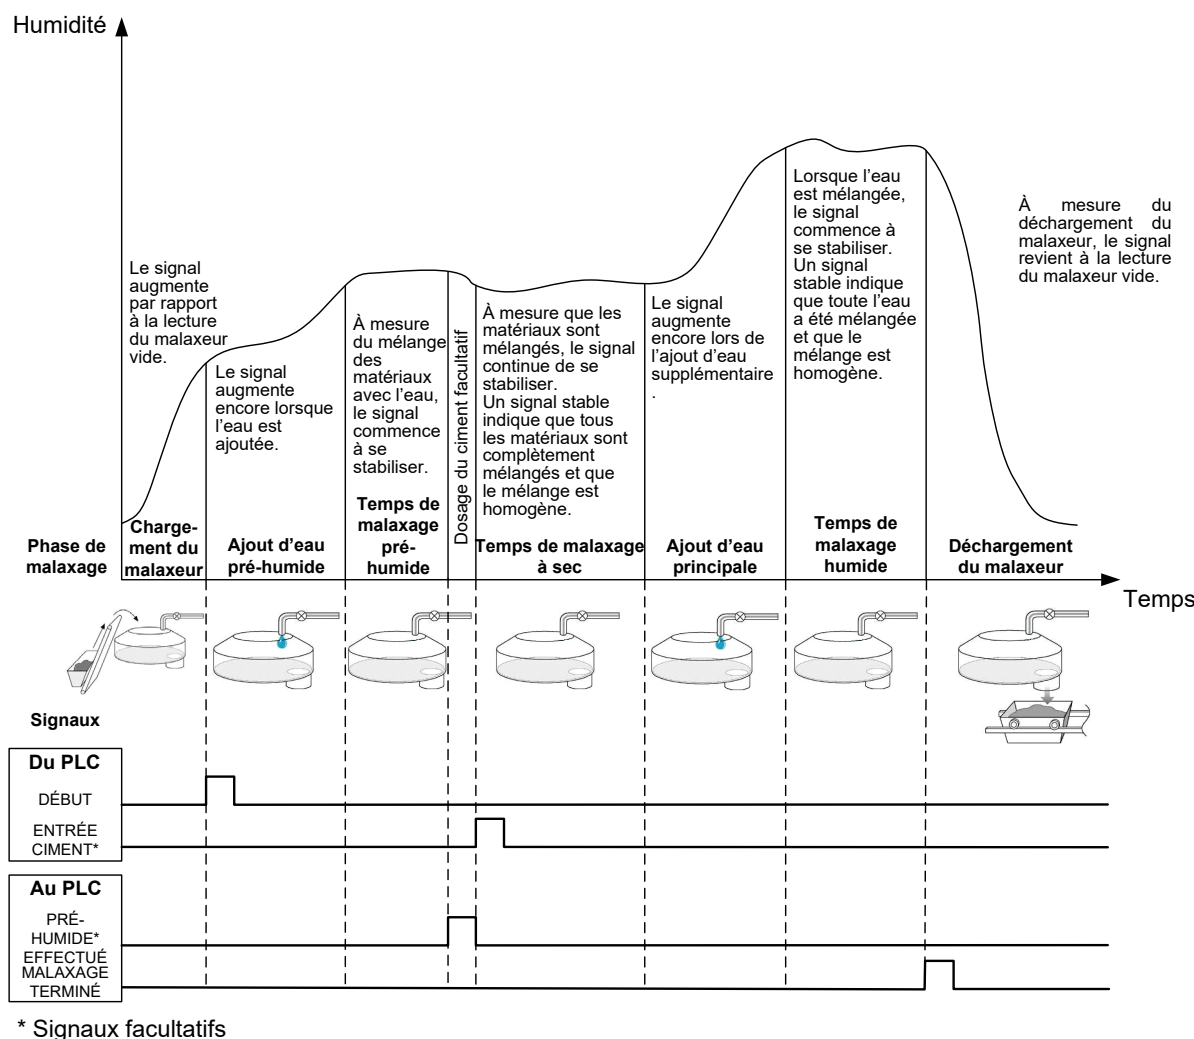 Humidité
Le signal
augmente
par rapport
à la lecture
du malaxeur
vide.
Le signal
augmente
encore lorsque
l'eau est
ajoutée.
À mesure
du mélange
des
matériaux
avec l'eau,
le signal
commence
à se
stabiliser.
Dosage du ciment facultatif
À mesure que les
matériaux sont
mélangés, le signal
continue de se
stabiliser.
Un signal stable
indique que tous
les matériaux sont
complètement
mélangés et que
le mélange est
homogène.
Le signal
augmente
encore lors de
l'ajout d'eau
supplémentaire
.
Lorsque l'eau
est mélangée,
le signal
commence à
se stabiliser.
Un signal
stable indique
que toute l'eau
a été mélangée
et que le
mélange est
homogène.
À mesure du
déchargement du
malaxeur, le signal
revient à la lecture
du malaxeur vide.
Phase de
malaxage
Charge-
ment du
malaxeur
Ajout d'eau
pré-humide
Temps de
malaxage
pré-
humide
Temps de malaxage
à sec
Ajout d'eau
principale
Temps de
malaxage
humide
Déchargement
du malaxeur
Temps
Signaux
Du PLC
DÉBUT
ENTRÉE
CIMENT*
Au PLC
PRÉ-
HUMIDE*
EFFECTUÉ
MALAXAGE
TERMINÉ
* Signaux facultatifs